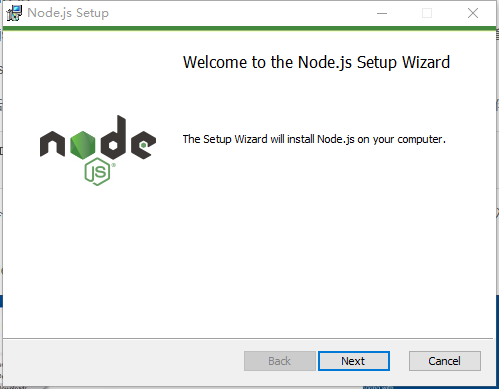 Node.js Setup
Welcome to the Node.js Setup Wizard
The Setup Wizard will install Node.js on your computer.
node
JS
Back
Next
Cancel